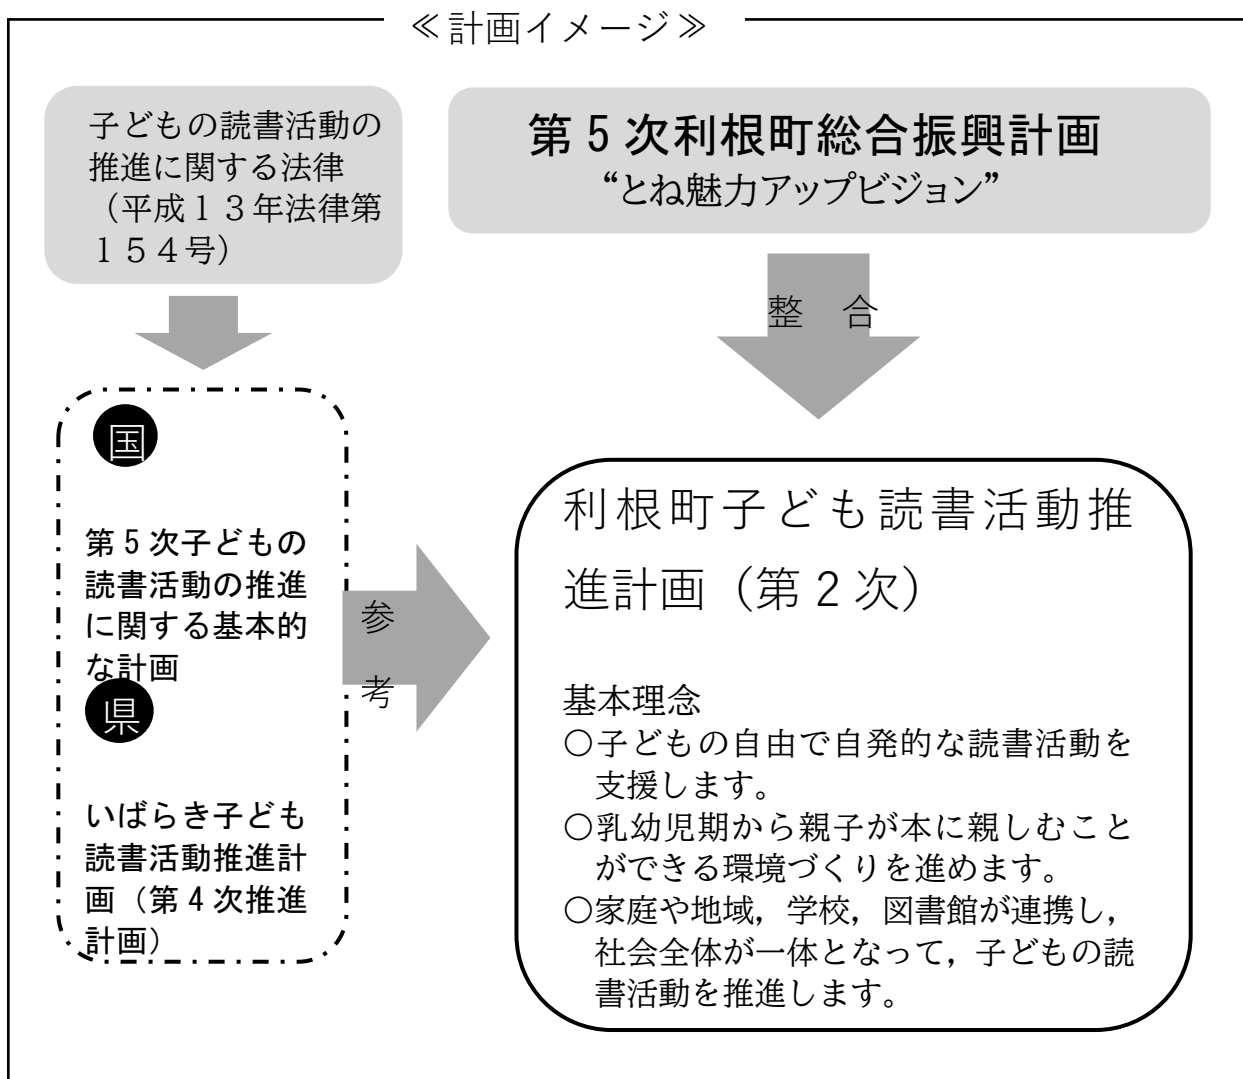 ≪計画イメージ≫
子どもの読書活動の
推進に関する法律
（平成１３年法律第
１５４号）
第５次利根町総合振興計画
“とね魅力アップビジョン”
整　合
国
第５次子どもの
読書活動の推進
に関する基本的
な計画
県
いばらき子ども
読書活動推進計
画（第４次推進
計画）
参
考
利根町子ども読書活動推
進計画（第２次）
基本理念
〇子どもの自由で自発的な読書活動を
支援します。
〇乳幼児期から親子が本に親しむこと
ができる環境づくりを進めます。
〇家庭や地域，学校，図書館が連携し，
社会全体が一体となって，子どもの読
書活動を推進します。